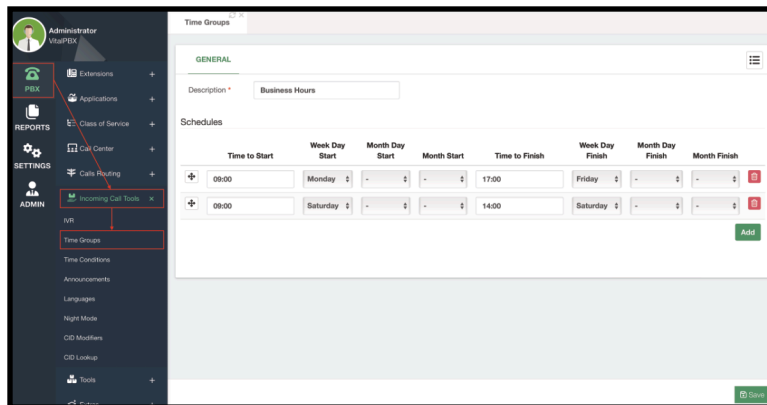 Administrator
VitalPBX
PBX
REPORTS
SETTINGS
ADMIN
Extensions +
Applications +
Class of Service +
Call Center +
Calls Routing +
Incoming Call Tools ×
IVR
Time Groups
Time Conditions
Announcements
Languages
Night Mode
CID Modifiers
CID Lookup
Tools +
Extras +
Time Groups
GENERAL
Description * Business Hours
Schedules
Time to Start Week Day Start Month Day Start Month Start Time to Finish Week Day Finish Month Day Finish Month Finish
09:00 Monday - - 17:00 Friday - -
09:00 Saturday - - 14:00 Saturday - -
Add
Save